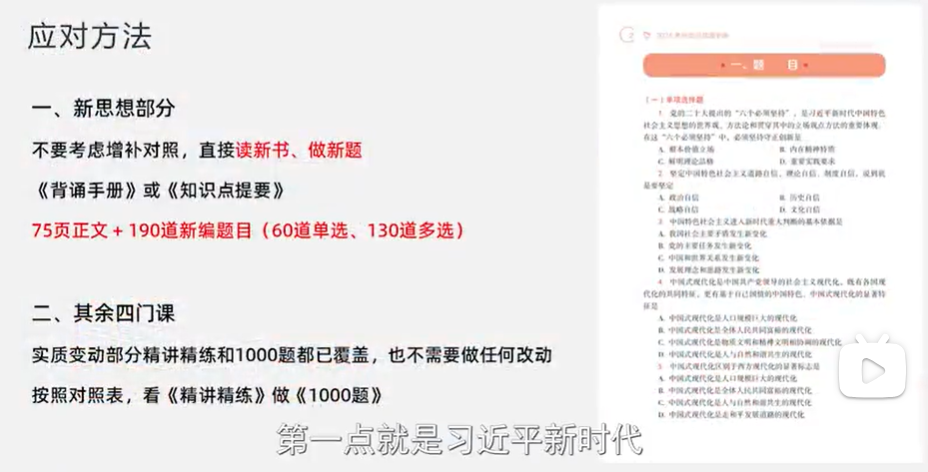 应对方法
一、新思想部分
不要考虑增补对照，直接读新书、做新题
《背诵手册》或《知识点提要》
75页正文 + 190道新编题目（60道单选、130道多选）
二、其余四门课
实质变动部分精讲精练和1000题都已覆盖，也不需要做任何改动
按照对照表，看《精讲精练》做《1000题》
一、题 目
（一）单项选择题
1. 党的二十大提出的“六个必须坚持”，是习近平新时代中国特色
社会主义思想的世界观、方法论和贯穿其中的立场观点方法的重要体现。
在这“六个必须坚持”中，必须坚持守正创新是
A. 根本价值立场 B. 内在精神特质
C. 鲜明理论品格 D. 重要实践要求
2. 坚定中国特色社会主义道路自信、理论自信、制度自信，说到底
是要坚定
A. 政治自信 B. 历史自信
C. 战略自信 D. 文化自信
3. 中国特色社会主义进入新时代重大判断的基本依据是
A. 我国社会主要矛盾发生新变化
B. 党的主要任务发生新变化
C. 中国和世界关系发生新变化
D. 发展理念和思路发生新变化
4. 中国式现代化是中国共产党领导的社会主义现代化，既有各国现
代化的共同特征，更有基于自己国情的中国特色。中国式现代化的显著特
征是
A. 中国式现代化是人口规模巨大的现代化
B. 中国式现代化是全体人民共同富裕的现代化
C. 中国式现代化是物质文明和精神文明相协调的现代化
D. 中国式现代化是人与自然和谐共生的现代化
5. 中国式现代化区别于西方现代化的显著标志是
A. 中国式现代化是人口规模巨大的现代化
B. 中国式现代化是全体人民共同富裕的现代化
C. 中国式现代化是人与自然和谐共生的现代化
D. 中国式现代化是走和平发展道路的现代化
第一点就是习近平新时代